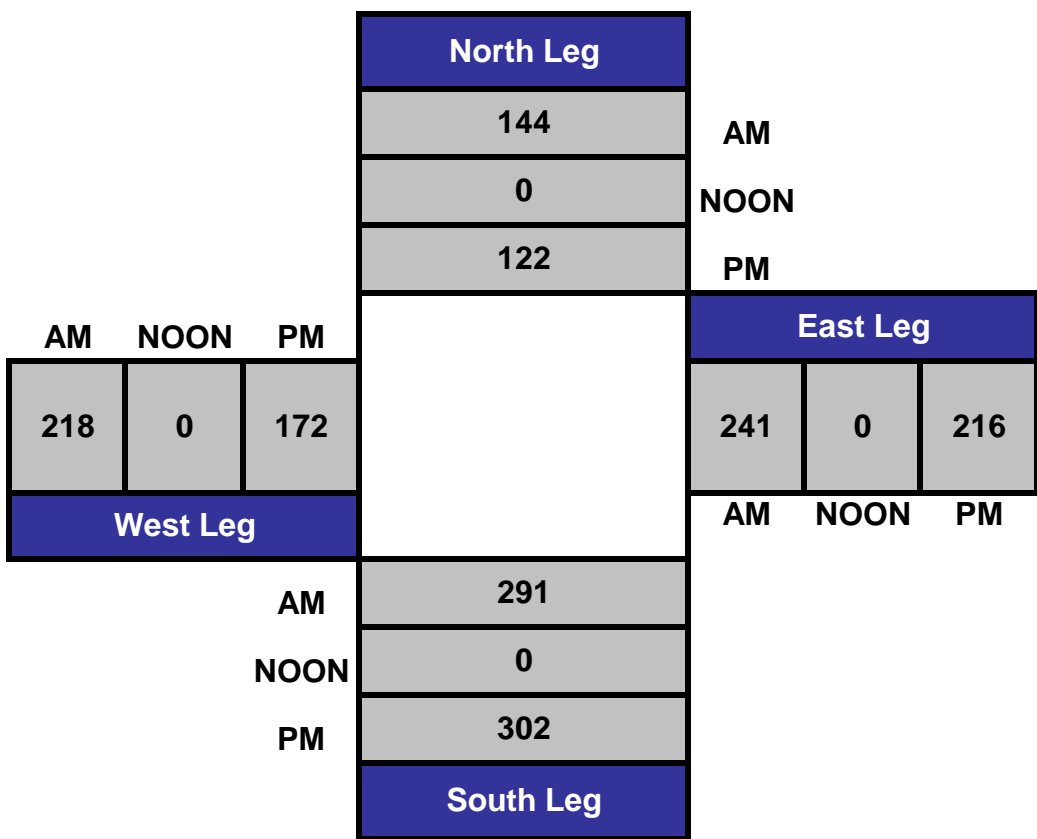 North Leg
144
AM
0
NOON
122
PM
AM NOON PM
East Leg
218 0 172
241 0 216
West Leg
AM NOON PM
AM
291
NOON
0
PM
302
South Leg